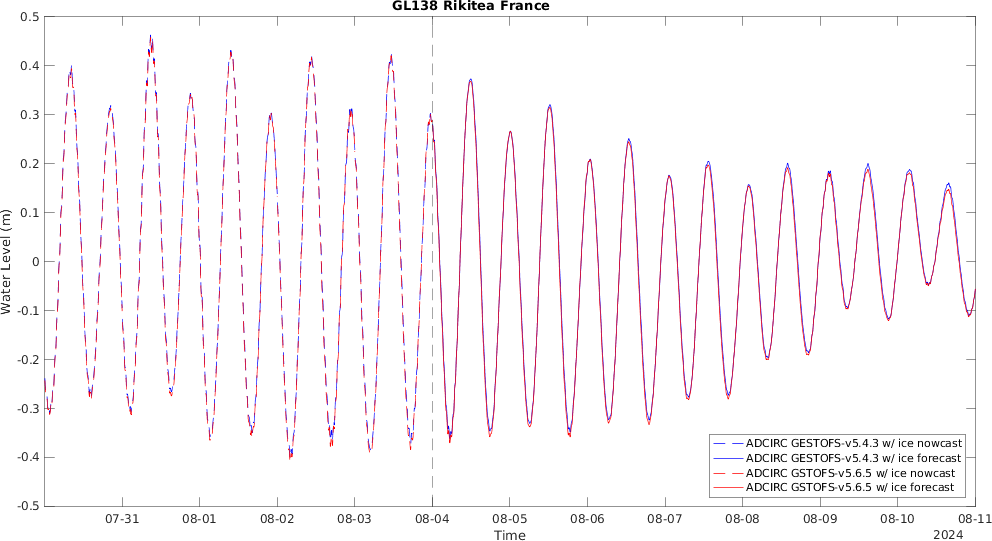 GL138 Rikitea France
0.5
0.4
0.3
0.2
0.1
0
-0.1
-0.2
-0.3
-0.4
-0.5
Water Level (m)
ADCIRC GESTOFS-v5.4.3 w/ ice nowcast
ADCIRC GESTOFS-v5.4.3 w/ ice forecast
ADCIRC GSTOFS-v5.6.5 w/ ice nowcast
ADCIRC GSTOFS-v5.6.5 w/ ice forecast
07-31 08-01 08-02 08-03 08-04 08-05 08-06 08-07 08-08 08-09 08-10 08-11
Time
2024